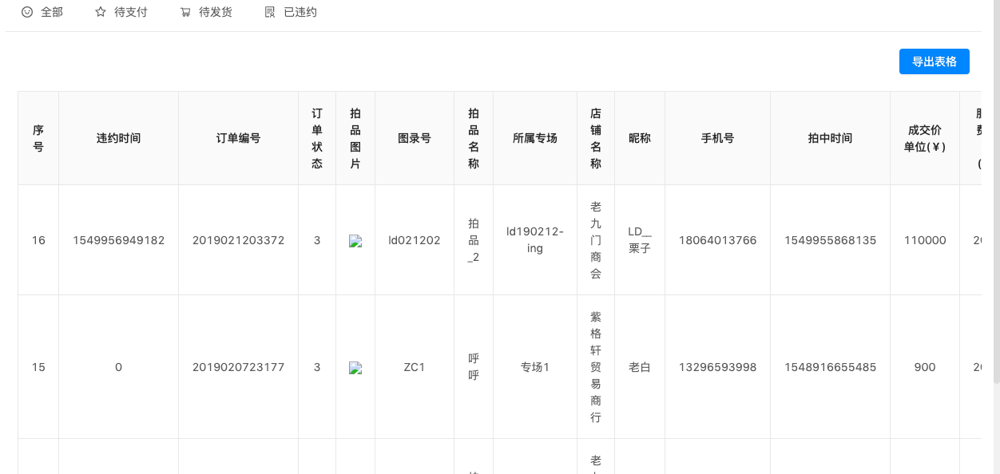 全部 待支付 待发货 已违约
导出表格
序号 违约时间 订单编号 订单状态 拍品图片 图录号 拍品名称 所属专场 店铺名称 昵称 手机号 拍中时间 成交价单位(¥)
16 1549956949182 2019021203372 3 ld021202 拍品_2 ld190212-ing 老九门商会 LD__栗子 18064013766 1549955868135 110000
15 0 2019020723177 3 ZC1 呼呼 专场1 紫格轩贸易商行 老白 13296593998 1548916655485 900
老